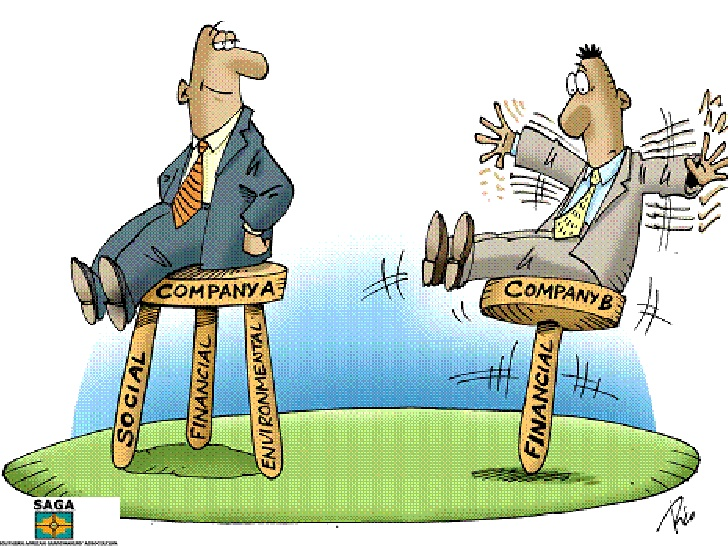 COMPANY A
COMPANY B
SOCIAL
FINANCIAL
ENVIRONMENTAL
FINANCIAL
SAGA